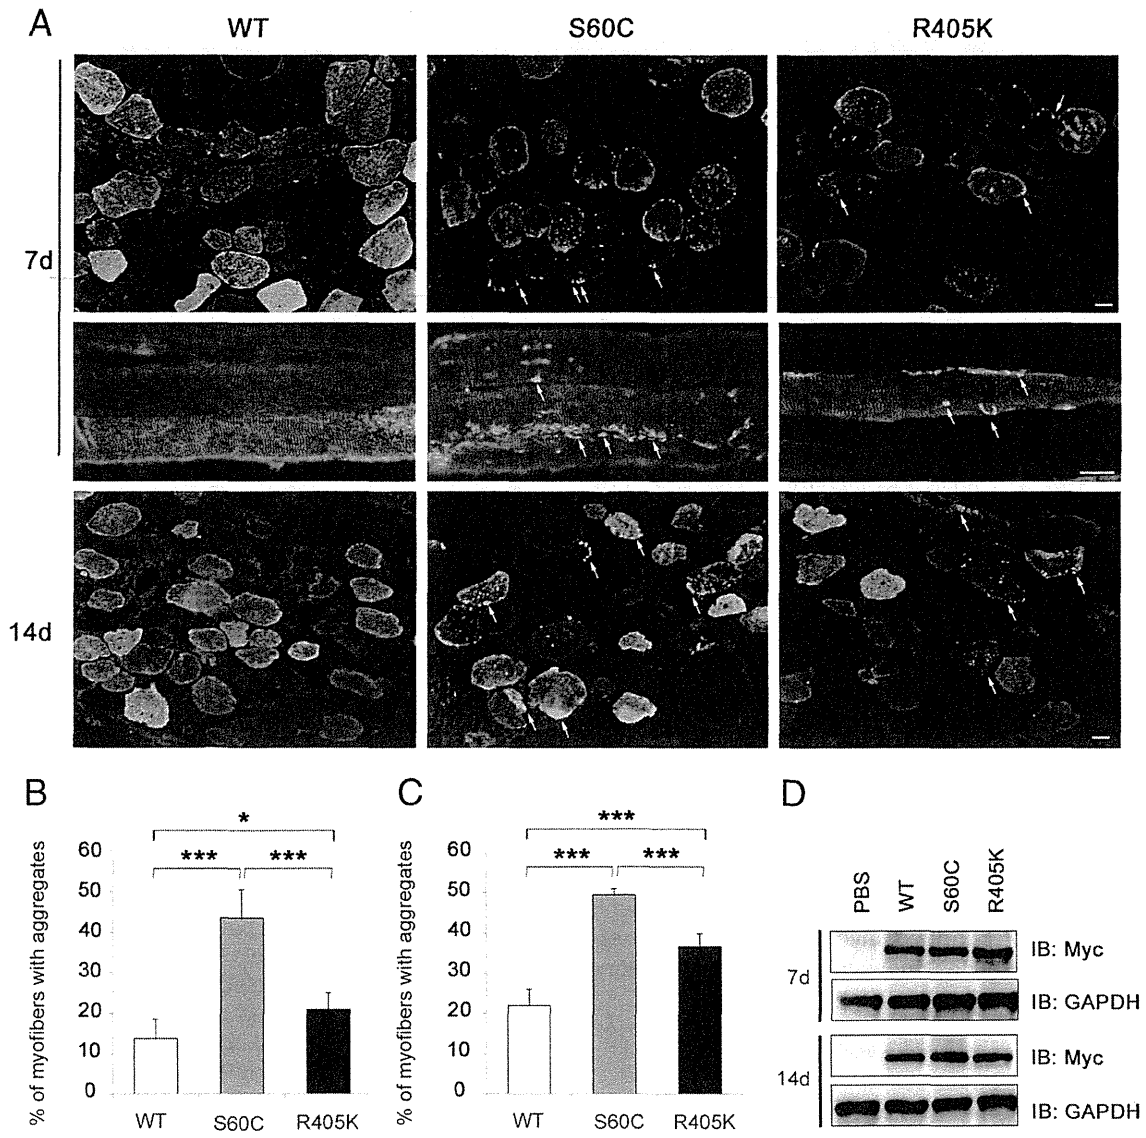 A
WT S60C R405K
7d
14d
B
* 
*** ***
% of myofibers with aggregates
60
50
40
30
20
10
0
WT S60C R405K
C
***
*** ***
% of myofibers with aggregates
60
50
40
30
20
10
0
WT S60C R405K
D
PBS WT S60C R405K
7d
IB: Myc
IB: GAPDH
14d
IB: Myc
IB: GAPDH